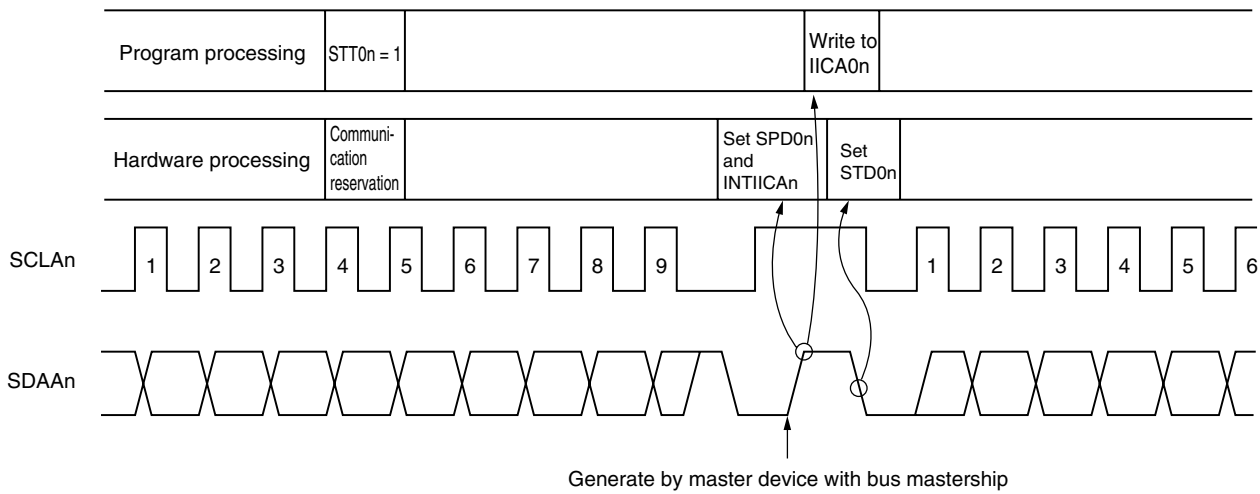 Program processing
STT0n = 1
Write to
IICA0n
Hardware processing
Communi-
cation
reservation
Set SPD0n
and
INTIICAn
Set
STD0n
SCLAn
1 2 3 4 5 6 7 8 9 1 2 3 4 5 6
SDAAn
Generate by master device with bus mastership